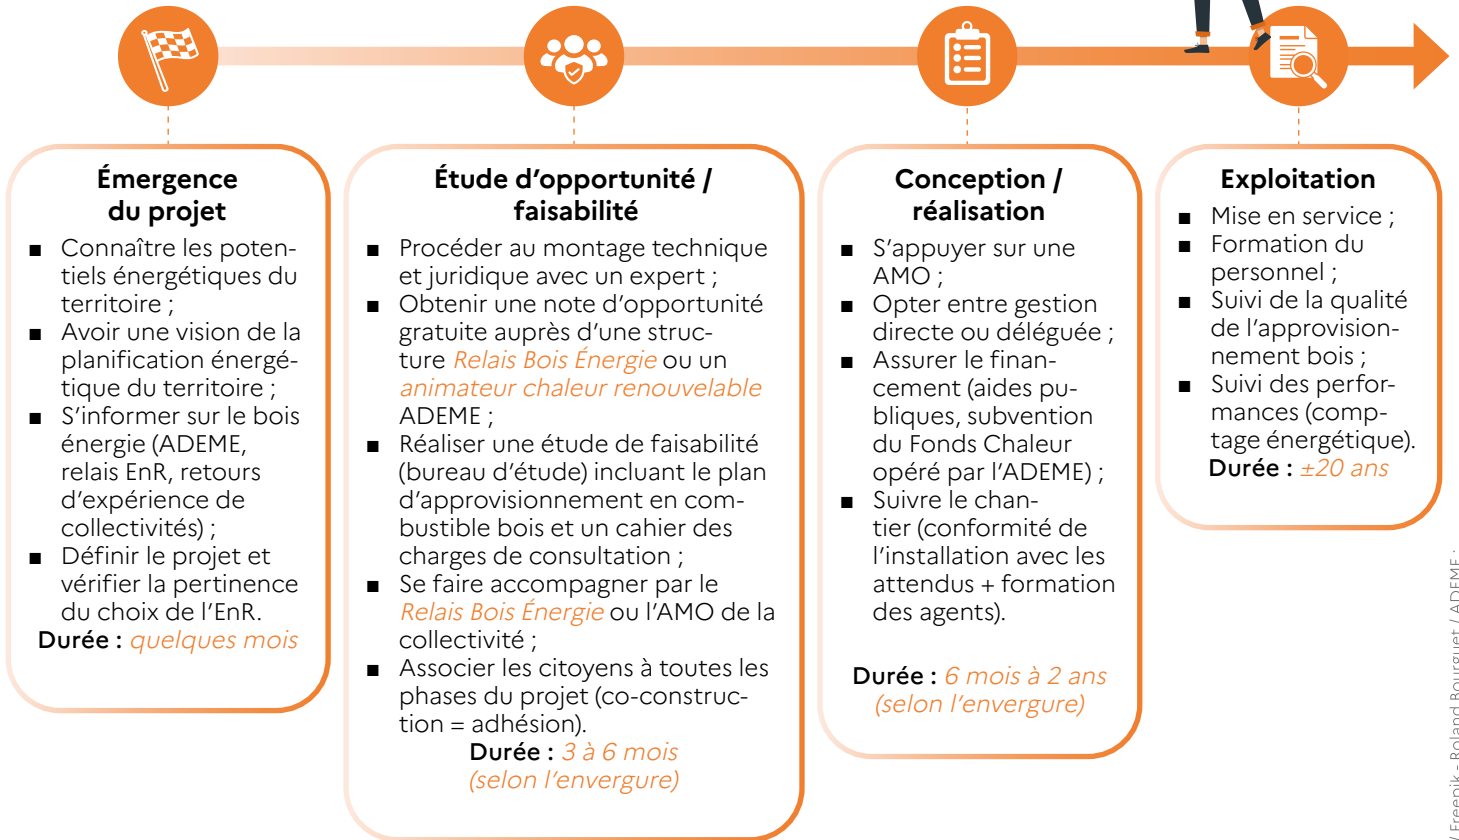 Émergence
du projet
■ Connaître les poten-
tiels énergétiques du
territoire ;
■ Avoir une vision de la
planification énergé-
tique du territoire ;
■ S'informer sur le bois
énergie (ADEME,
relais EnR, retours
d'expérience de
collectivités) ;
■ Définir le projet et
vérifier la pertinence
du choix de l'EnR.
Durée : quelques mois
Étude d'opportunité /
faisabilité
■ Procéder au montage technique
et juridique avec un expert ;
■ Obtenir une note d'opportunité
gratuite auprès d'une struc-
ture Relais Bois Énergie ou un
animateur chaleur renouvelable
ADEME ;
■ Réaliser une étude de faisabilité
(bureau d'étude) incluant le plan
d'approvisionnement en com-
bustible bois et un cahier des
charges de consultation ;
■ Se faire accompagner par le
Relais Bois Énergie ou l'AMO de la
collectivité ;
■ Associer les citoyens à toutes les
phases du projet (co-construc-
tion = adhésion).
Durée : 3 à 6 mois
(selon l'envergure)
Conception /
réalisation
■ S'appuyer sur une
AMO ;
■ Opter entre gestion
directe ou déléguée ;
■ Assurer le finan-
cement (aides pu-
bliques, subvention
du Fonds Chaleur
opéré par l'ADEME) ;
■ Suivre le chan-
tier (conformité de
l'installation avec les
attendus + formation
des agents).
Durée : 6 mois à 2 ans
(selon l'envergure)
Exploitation
■ Mise en service ;
■ Formation du
personnel ;
■ Suivi de la qualité
de l'approvision-
nement bois ;
■ Suivi des perfor-
mances (comp-
tage énergétique).
Durée : ±20 ans
/ Freepik - Roland Bourguet / ADEME ;